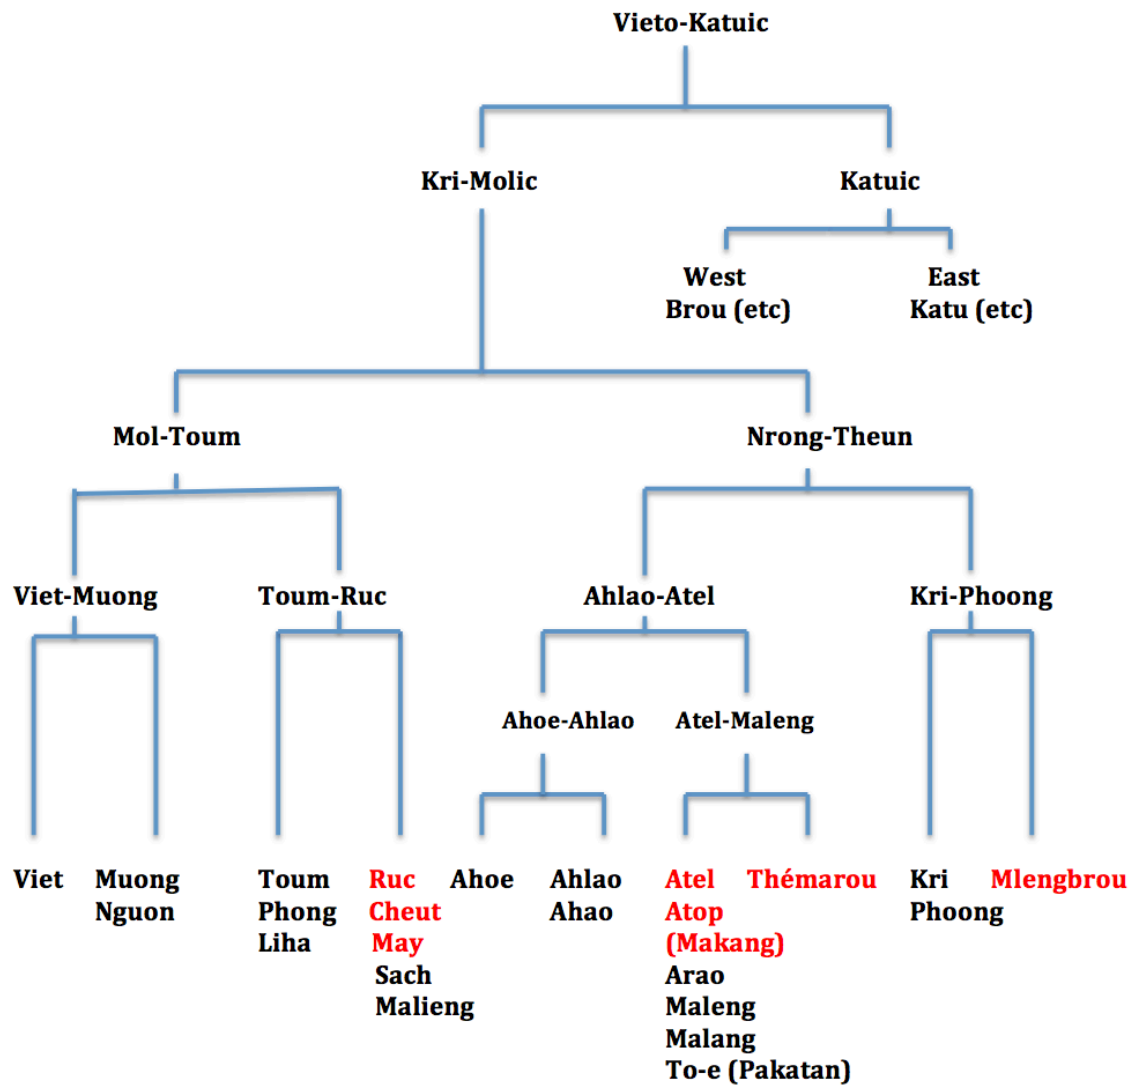 Vieto-Katuic
Kri-Molic
Katuic
West
Brou (etc)
East
Katu (etc)
Mol-Toum
Nrong-Theun
Viet-Muong
Toum-Ruc
Ahlao-Atel
Kri-Phoong
Ahoe-Ahlao
Atel-Maleng
Viet
Muong
Nguon
Toum
Phong
Liha
Ruc
Cheut
May
Sach
Malieng
Ahoe
Ahlao
Ahao
Atel
Atop
(Makang)
Arao
Maleng
Malang
To-e (Pakatan)
Thémarou
Kri
Phoong
Mlengbrou